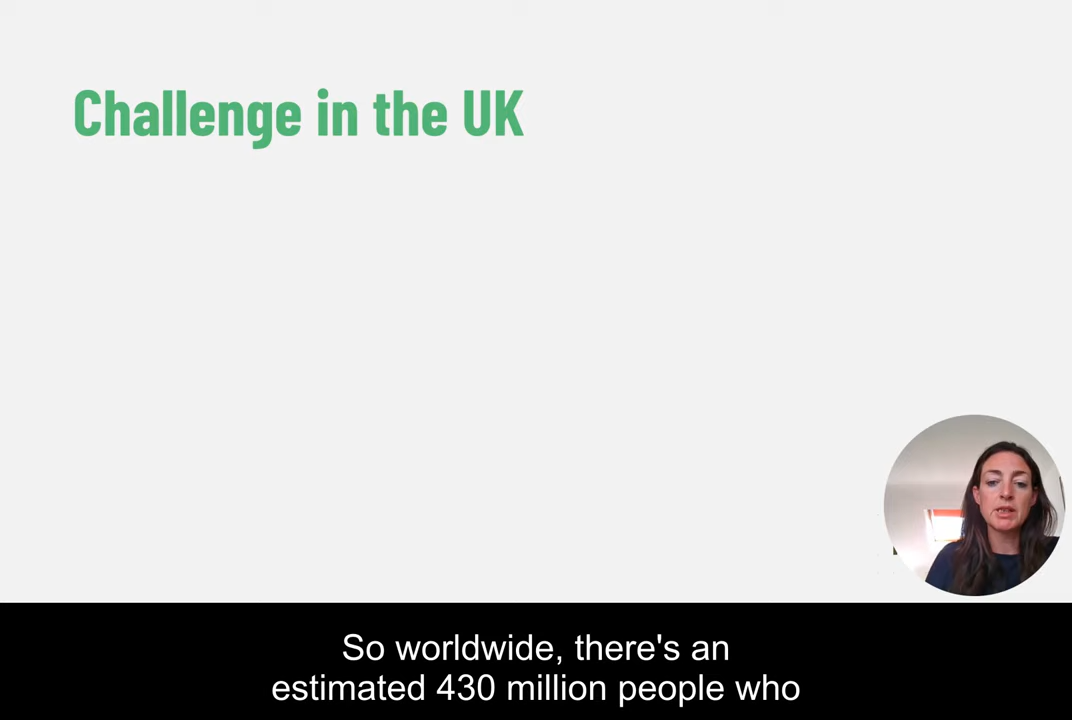 Challenge in the UK
So worldwide, there's an
estimated 430 million people who